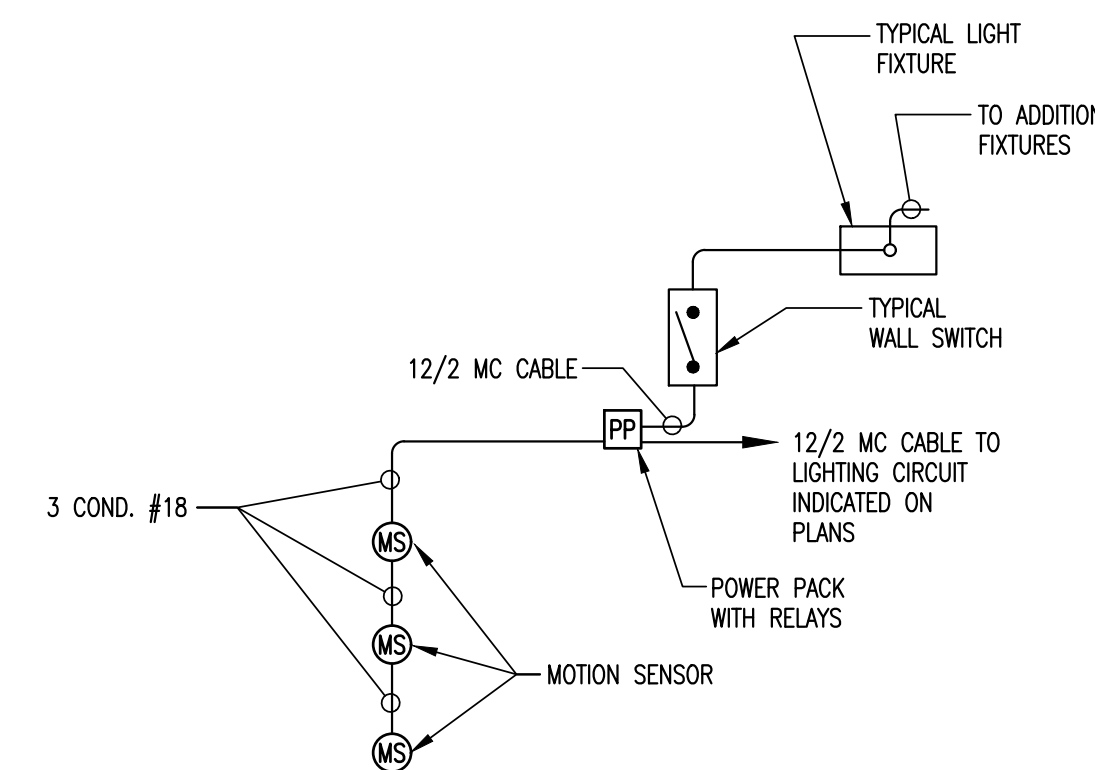 TYPICAL LIGHT
FIXTURE
TO
FIXTURES
TYPICAL
WALL SWITCH
12/2 MC CABLE
PP
12/2 MC CABLE TO
LIGHTING CIRCUIT
INDICATED ON
PLANS
3 COND. #18
MS
POWER PACK
WITH RELAYS
MS
MOTION SENSOR
MS